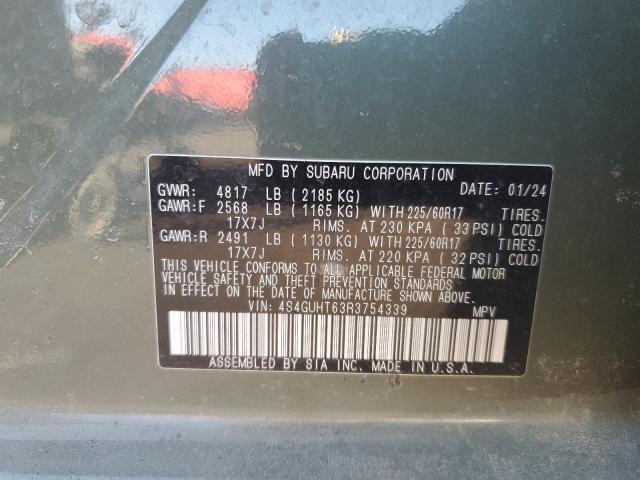 MFD BY SUBARU CORPORATION
GVWR: 4817 LB ( 2185 KG) DATE: 01/24
GAWR:F 2568 LB ( 1165 KG) WITH 225/60R17 TIRES.
17X7J RIMS. AT 230 KPA ( 33 PSI) COLD
GAWR:R 2491 LB ( 1130 KG) WITH 225/60R17 TIRES.
17X7J RIMS. AT 220 KPA ( 32 PSI) COLD
THIS VEHICLE CONFORMS TO ALL APPLICABLE FEDERAL MOTOR
VEHICLE SAFETY AND THEFT PREVENTION STANDARDS
IN EFFECT ON THE DATE OF MANUFACTURE SHOWN ABOVE.
VIN: 4S4GUHT63R3754339 MPV
ASSEMBLED BY SIA INC. MADE IN U.S.A.